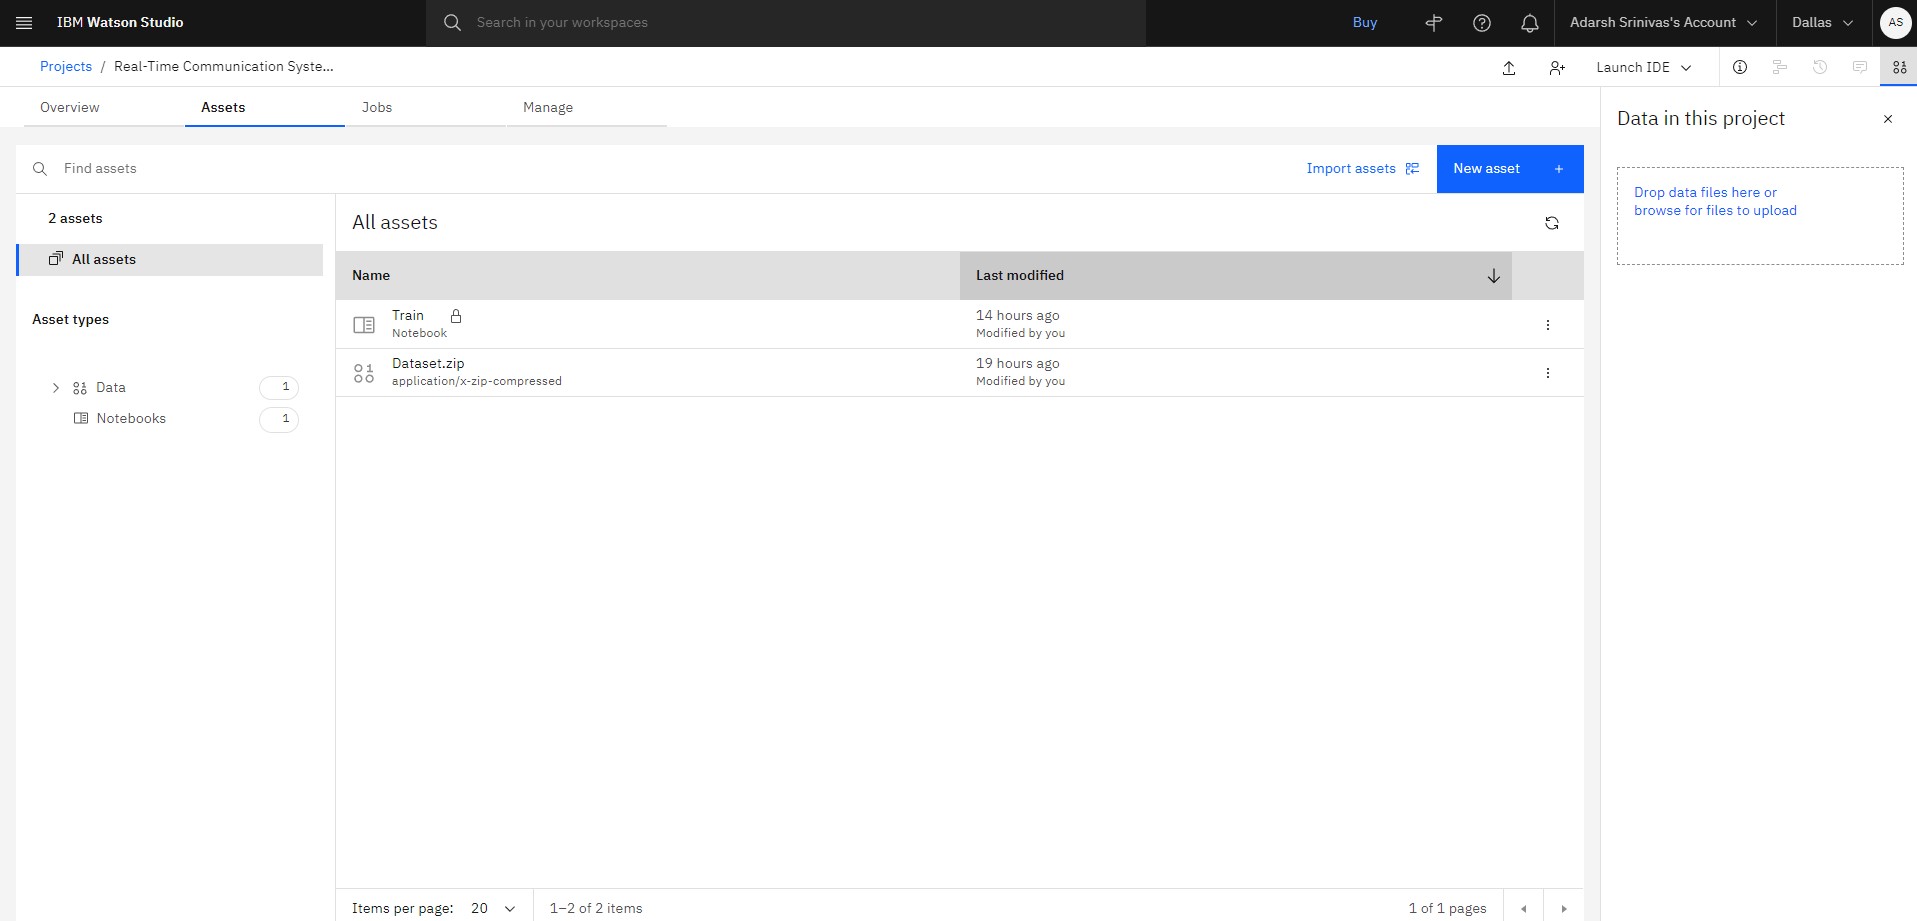 IBM Watson Studio
Search in your workspaces
Buy
Adarsh Srinivas's Account
Dallas
AS
Projects / Real-Time Communication Syste...
Launch IDE
Overview
Assets
Jobs
Manage
Data in this project
Find assets
Import assets
New asset +
Drop data files here or
browse for files to upload
2 assets
All assets
Asset types
Data 1
Notebooks 1
All assets
Name
Last modified
Train
Notebook
14 hours ago
Modified by you
Dataset.zip
application/x-zip-compressed
19 hours ago
Modified by you
Items per page: 20
1–2 of 2 items
1 of 1 pages